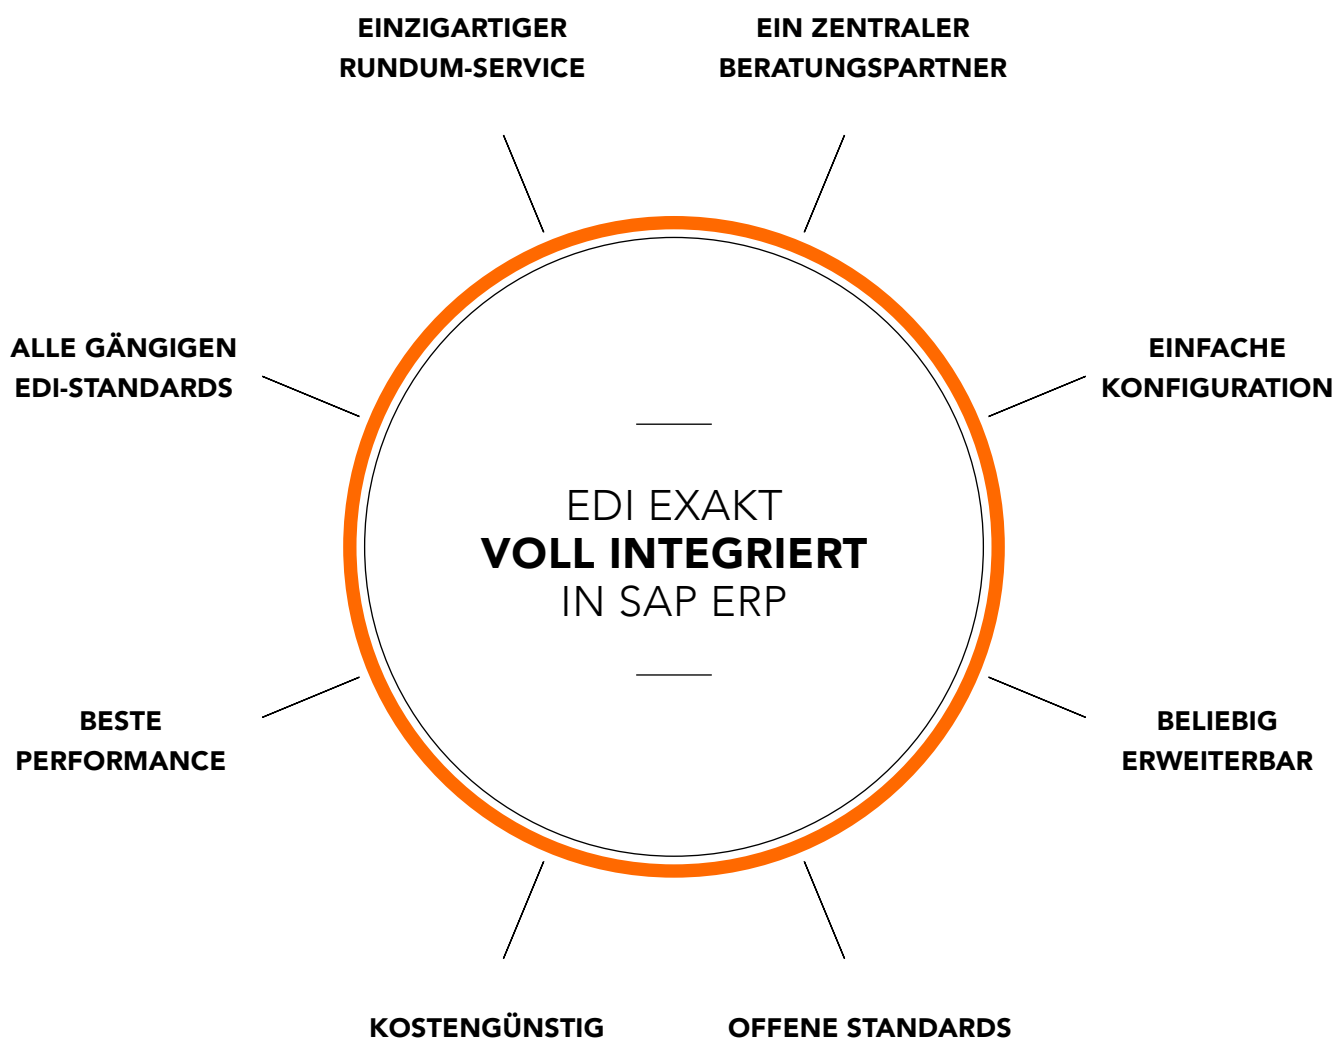 EINZIGARTIGER
RUNDUM-SERVICE
EIN ZENTRALER
BERATUNGSPARTNER
ALLE GÄNGIGEN
EDI-STANDARDS
EINFACHE
KONFIGURATION
EDI EXAKT
VOLL INTEGRIERT
IN SAP ERP
BESTE
PERFORMANCE
BELIEBIG
ERWEITERBAR
KOSTENGÜNSTIG
OFFENE STANDARDS